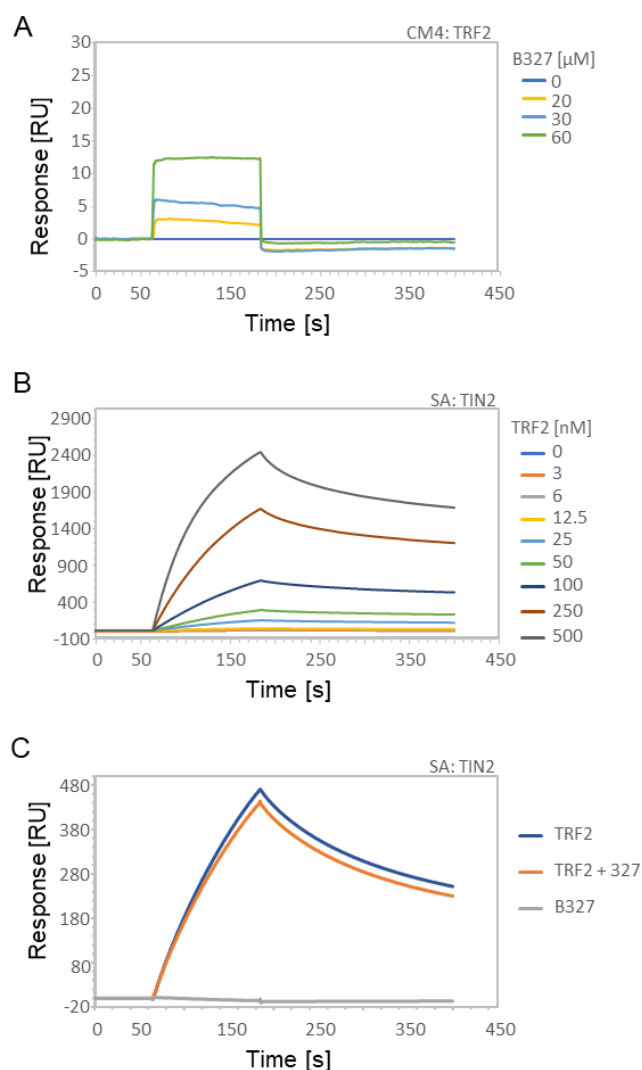 A
CM4: TRF2
B327 [µM]
0
20
30
60
Response [RU]
30
25
20
15
10
5
0
-5
0 50 150 250 350 450
Time [s]
B
SA: TIN2
TRF2 [nM]
0
3
6
12.5
25
50
100
250
500
Response [RU]
2900
2400
1900
1400
900
400
-100
0 50 150 250 350 450
Time [s]
C
SA: TIN2
TRF2
TRF2 + 327
B327
Response [RU]
480
380
280
180
80
-20
0 50 150 250 350 450
Time [s]